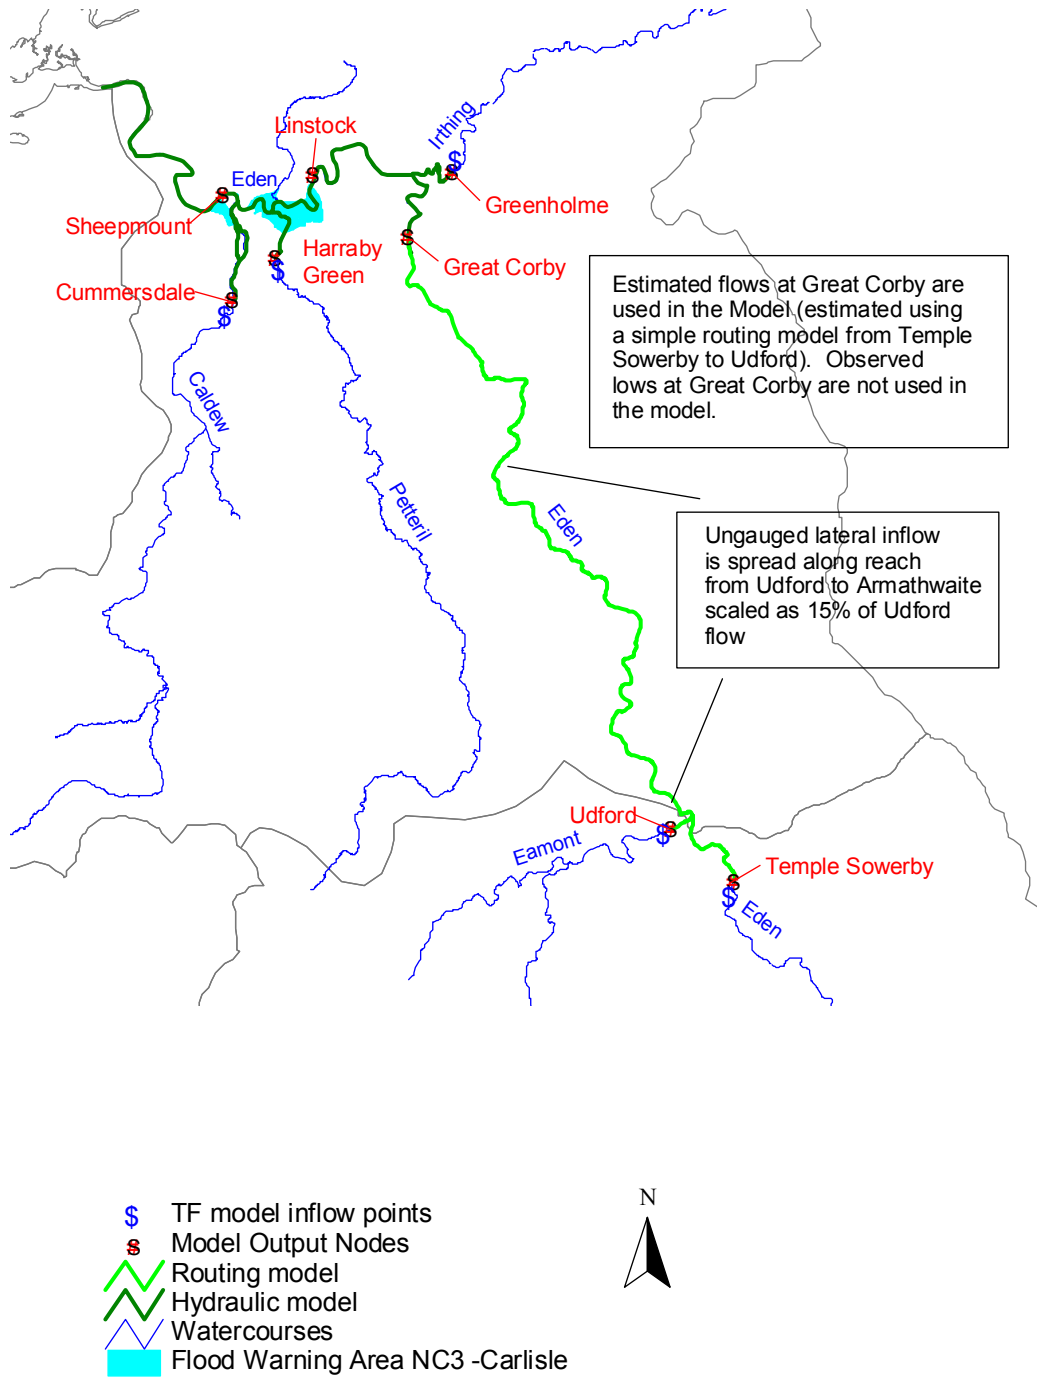 Irthing
Linstock
Eden
Greenholme
Sheepmount
Harraby
Green
Great Corby
Cummersdale
Estimated flows at Great Corby are
used in the Model (estimated using
a simple routing model from Temple
Sowerby to Udford).  Observed
lows at Great Corby are not used in
the model.
Caldew
Petteril
Eden
Ungauged lateral inflow
is spread along reach
from Udford to Armathwaite
scaled as 15% of Udford
flow
Udford
Eamont
Temple Sowerby
Eden
N
$ TF model inflow points
Model Output Nodes
Routing model
Hydraulic model
Watercourses
Flood Warning Area NC3 -Carlisle